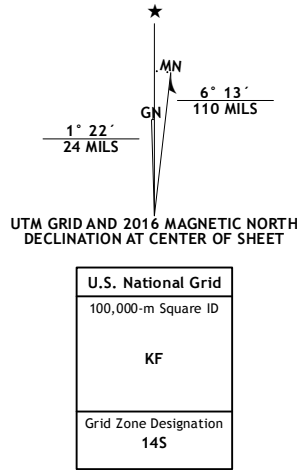 ★
.MN
GN
6° 13´
110 MILS
1° 22´
24 MILS
UTM GRID AND 2016 MAGNETIC NORTH
DECLINATION AT CENTER OF SHEET
U.S. National Grid
100,000-m Square ID
KF
Grid Zone Designation
14S